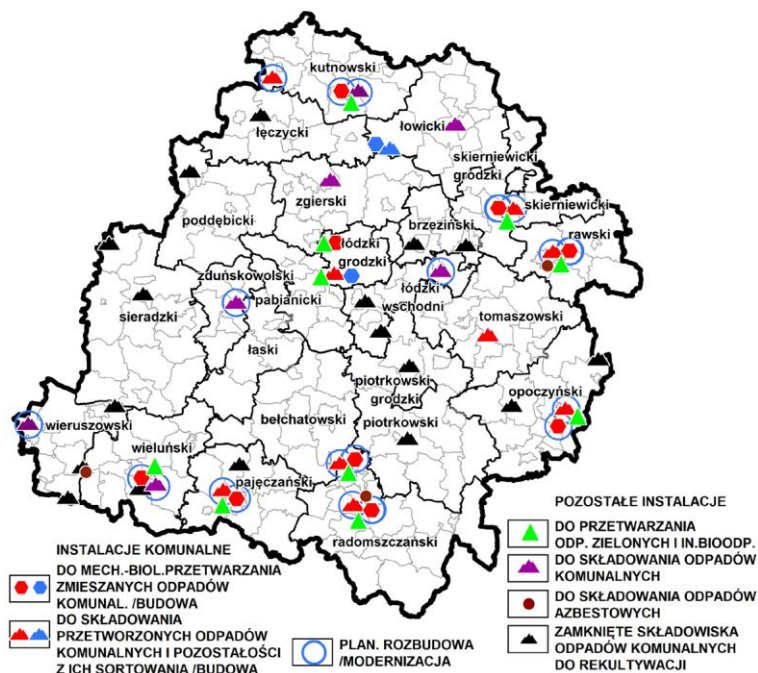 kutnowski
łęczycki
łowicki
skierniewicki
grodzki
zgierski
poddębicki
brzeziński
skierniewicki
rawski
łódzki
grodzki
zduńskowolski
pabianicki
łódzki
wschodni
sieradzki
tomaszowski
łaski
piotrkowski
grodzki
opoczyński
wieruszowski
bełchatowski
piotrkowski
wieluński
pajęczański
radomszczański
INSTALACJE KOMUNALNE
DO MECH.-BIOL.PRZETWARZANIA
ZMIESZANYCH ODPADÓW
KOMUNAL. /BUDOWA
DO SKŁADOWANIA
PRZETWORZONYCH ODPADÓW
KOMUNALNYCH I POZOSTAŁOŚCI
Z ICH SORTOWANIA /BUDOWA
PLAN. ROZBUDOWA
/MODERNIZACJA
POZOSTAŁE INSTALACJE
DO PRZETWARZANIA
ODP. ZIELONYCH I IN.BIOODP.
DO SKŁADOWANIA ODPADÓW
KOMUNALNYCH
DO SKŁADOWANIA ODPADÓW
AZBESTOWYCH
ZAMKNIĘTE SKŁADOWISKA
ODPADÓW KOMUNALNYCH
DO REKULTYWACJI